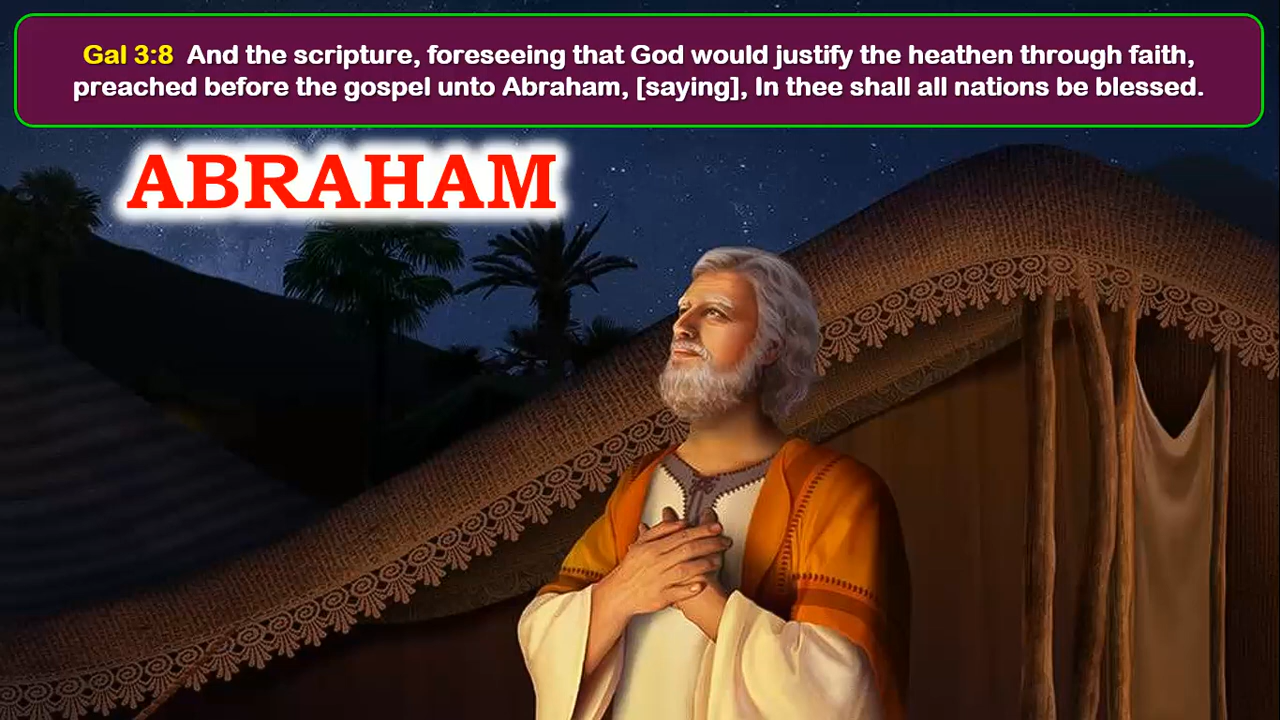 Gal 3:8 And the scripture, foreseeing that God would justify the heathen through faith,
preached before the gospel unto Abraham, [saying], In thee shall all nations be blessed.
ABRAHAM